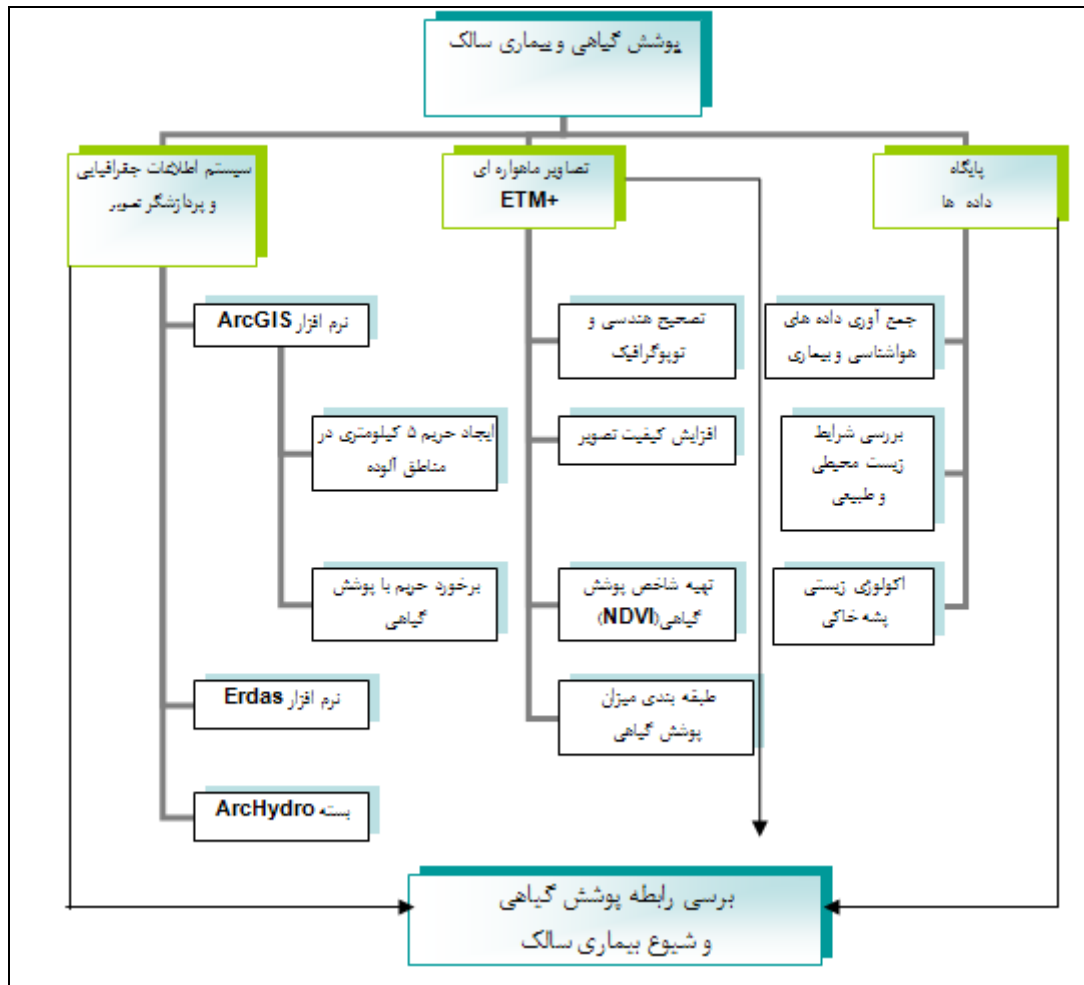 پوشش گیاهی و بیماری سالک
پایگاه
داده ها
جمع آوری داده های
هواشناسی و بیماری
بررسی شرایط
زیست محیطی
و طبیعی
اکولوژی زیستی
پشه خاکی
تصاویر ماهواره ای
ETM+
تصحیح هندسی و
توپوگرافیک
افزایش کیفیت تصویر
تهیه شاخص پوشش
گیاهی(NDVI)
طبقه بندی میزان
پوشش گیاهی
سیستم اطلاعات جغرافیایی
و پردازشگر تصویر
نرم افزار ArcGIS
ایجاد حریم ۵ کیلومتری در
مناطق آلوده
برخورد حریم با پوشش
گیاهی
نرم افزار Erdas
بسته ArcHydro
برسی رابطه پوشش گیاهی
و شیوع بیماری سالک